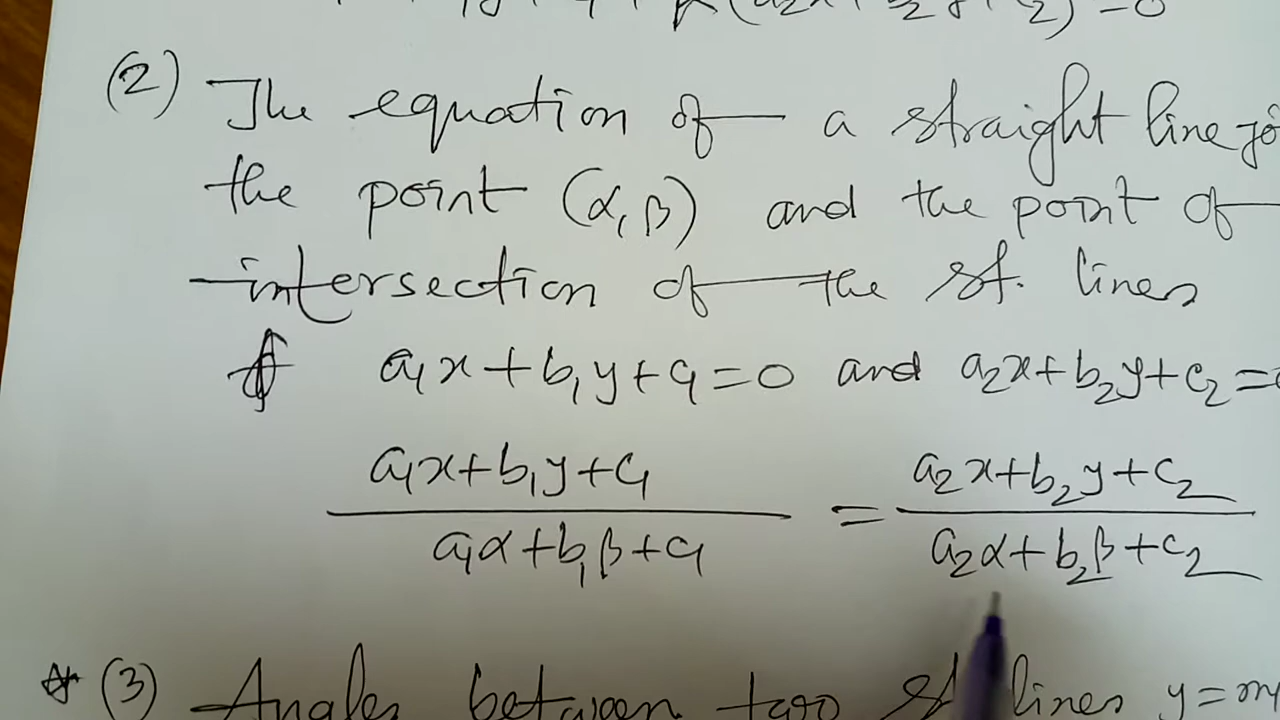 (2) The equation of a straight line jo
the point (α, β) and the point of
intersection of the st. lines
a₁x + b₁y + c₁ = 0 and a₂x + b₂y + c₂ =
a₁x + b₁y + c₁ / a₁α + b₁β + c₁ = a₂x + b₂y + c₂ / a₂α + b₂β + c₂
(3) Angles between two st lines y = m